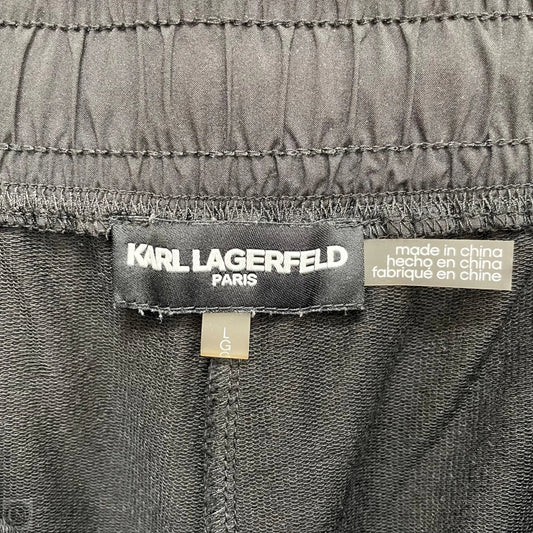 KARL LAGERFELD
PARIS
made in china
hecho en china
fabriqué en chine
L
G